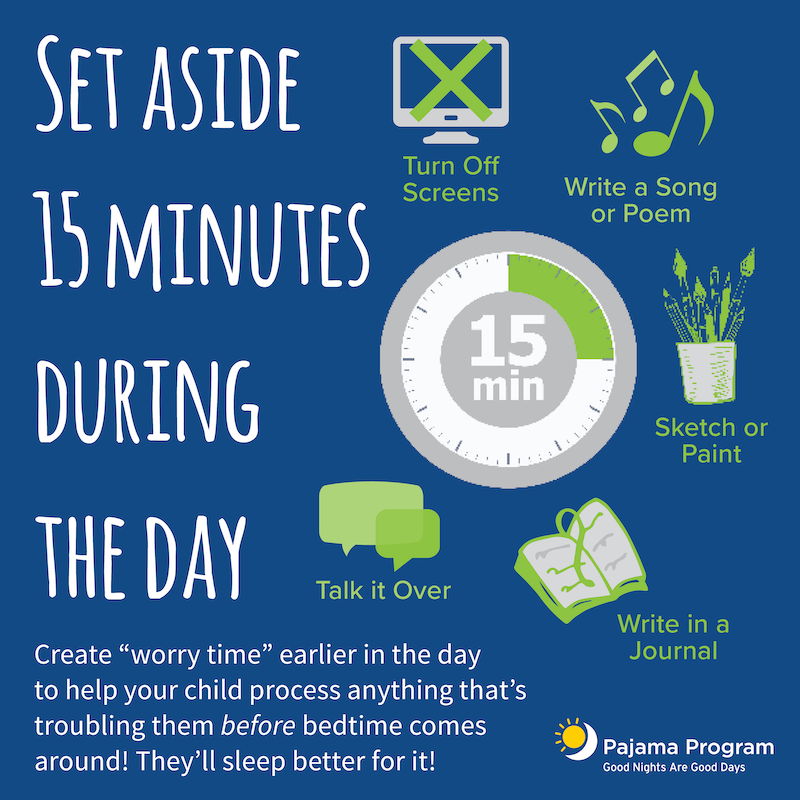 SET ASIDE
15 MINUTES
DURING
THE DAY
Turn Off
Screens
Write a Song
or Poem
15
min
Sketch or
Paint
Talk it Over
Write in a
Journal
Create “worry time” earlier in the day
to help your child process anything that’s
troubling them before bedtime comes
around! They’ll sleep better for it!
Pajama Program
Good Nights Are Good Days